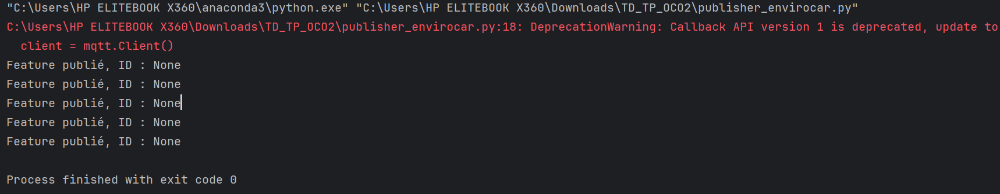 "C:\Users\HP ELITEBOOK X360\anaconda3\python.exe" "C:\Users\HP ELITEBOOK X360\Downloads\TD_TP_OCO2\publisher_envirocar.py"
C:\Users\HP ELITEBOOK X360\Downloads\TD_TP_OCO2\publisher_envirocar.py:18: DeprecationWarning: Callback API version 1 is deprecated, update to
client = mqtt.Client()
Feature publié, ID : None
Feature publié, ID : None
Feature publié, ID : None
Feature publié, ID : None
Feature publié, ID : None
Process finished with exit code 0